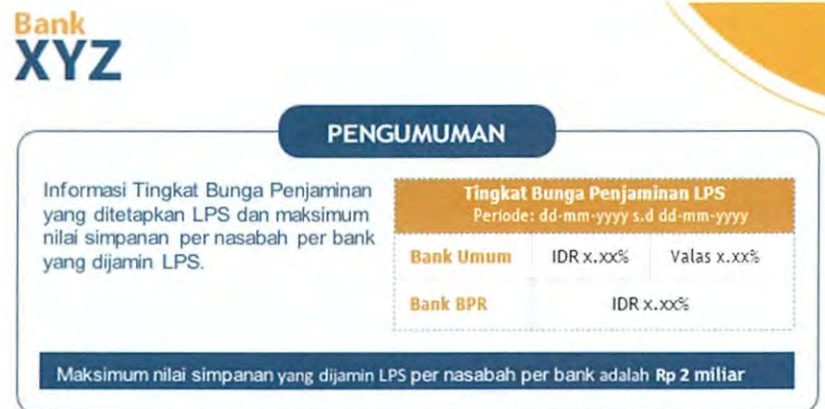 Bank
XYZ
PENGUMUMAN
Informasi Tingkat Bunga Penjaminan
yang ditetapkan LPS dan maksimum
nilai simpanan per nasabah per bank
yang dijamin LPS.
Tingkat Bunga Penjaminan LPS
Periode: dd-mm-yyyy s.d dd-mm-yyyy
Bank Umum IDR x.xx% Valas x.xx%
Bank BPR IDR x.xx%
Maksimum nilai simpanan yang dijamin LPS per nasabah per bank adalah Rp 2 miliar